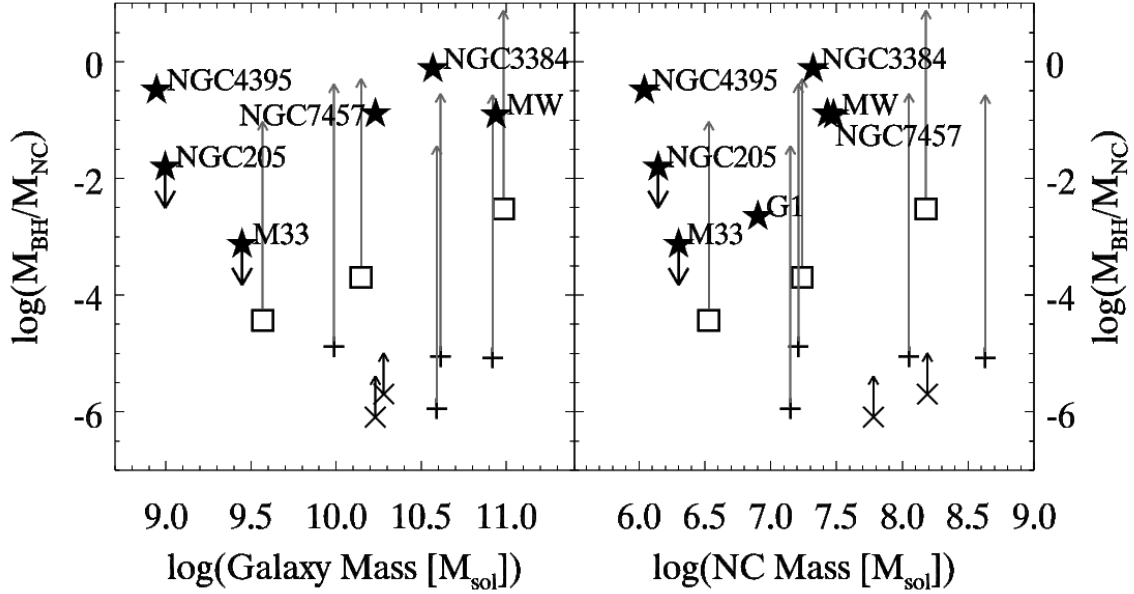 0
-2
-4
-6
log(M_BH/M_NC)
NGC4395
NGC3384
NGC7457
MW
NGC205
M33
9.0 9.5 10.0 10.5 11.0
log(Galaxy Mass [M_sol])
NGC4395
NGC3384
MW
NGC7457
NGC205
G1
M33
6.0 6.5 7.0 7.5 8.0 8.5 9.0
log(NC Mass [M_sol])
0
-2
-4
-6
log(M_BH/M_NC)